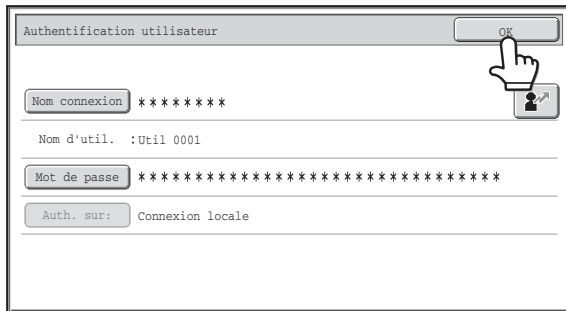 Authentification utilisateur
OK
Nom connexion ********
Nom d'util. :Util 0001
Mot de passe ********************************
Auth. sur: Connexion locale